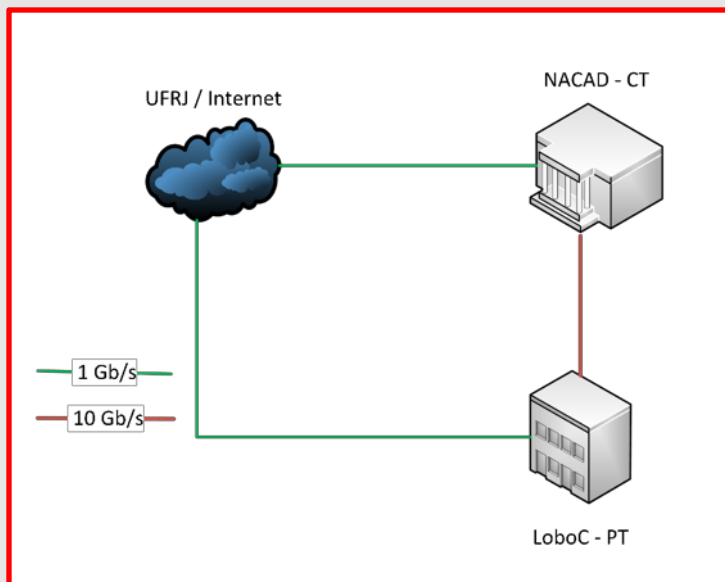 NACAD - CT
UFRJ / Internet
1 Gb/s
10 Gb/s
LoboC - PT